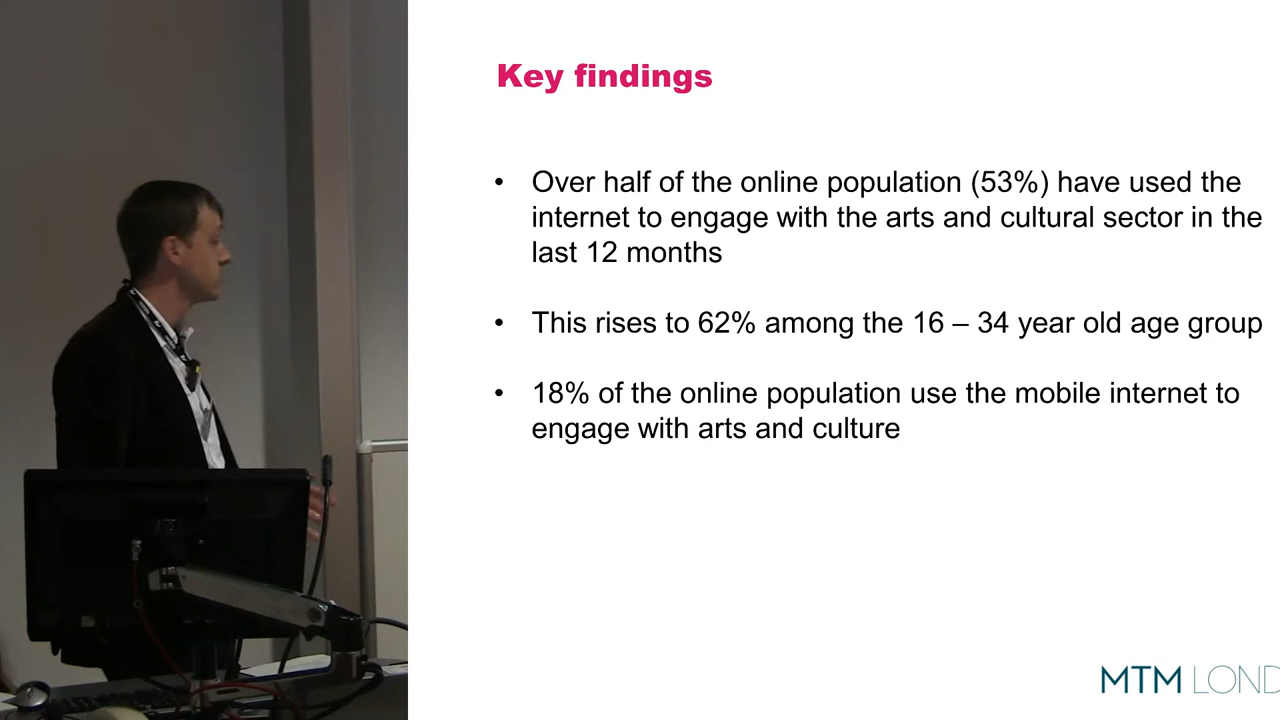 Key findings
• Over half of the online population (53%) have used the
internet to engage with the arts and cultural sector in the
last 12 months
• This rises to 62% among the 16 – 34 year old age group
• 18% of the online population use the mobile internet to
engage with arts and culture
MTM LOND